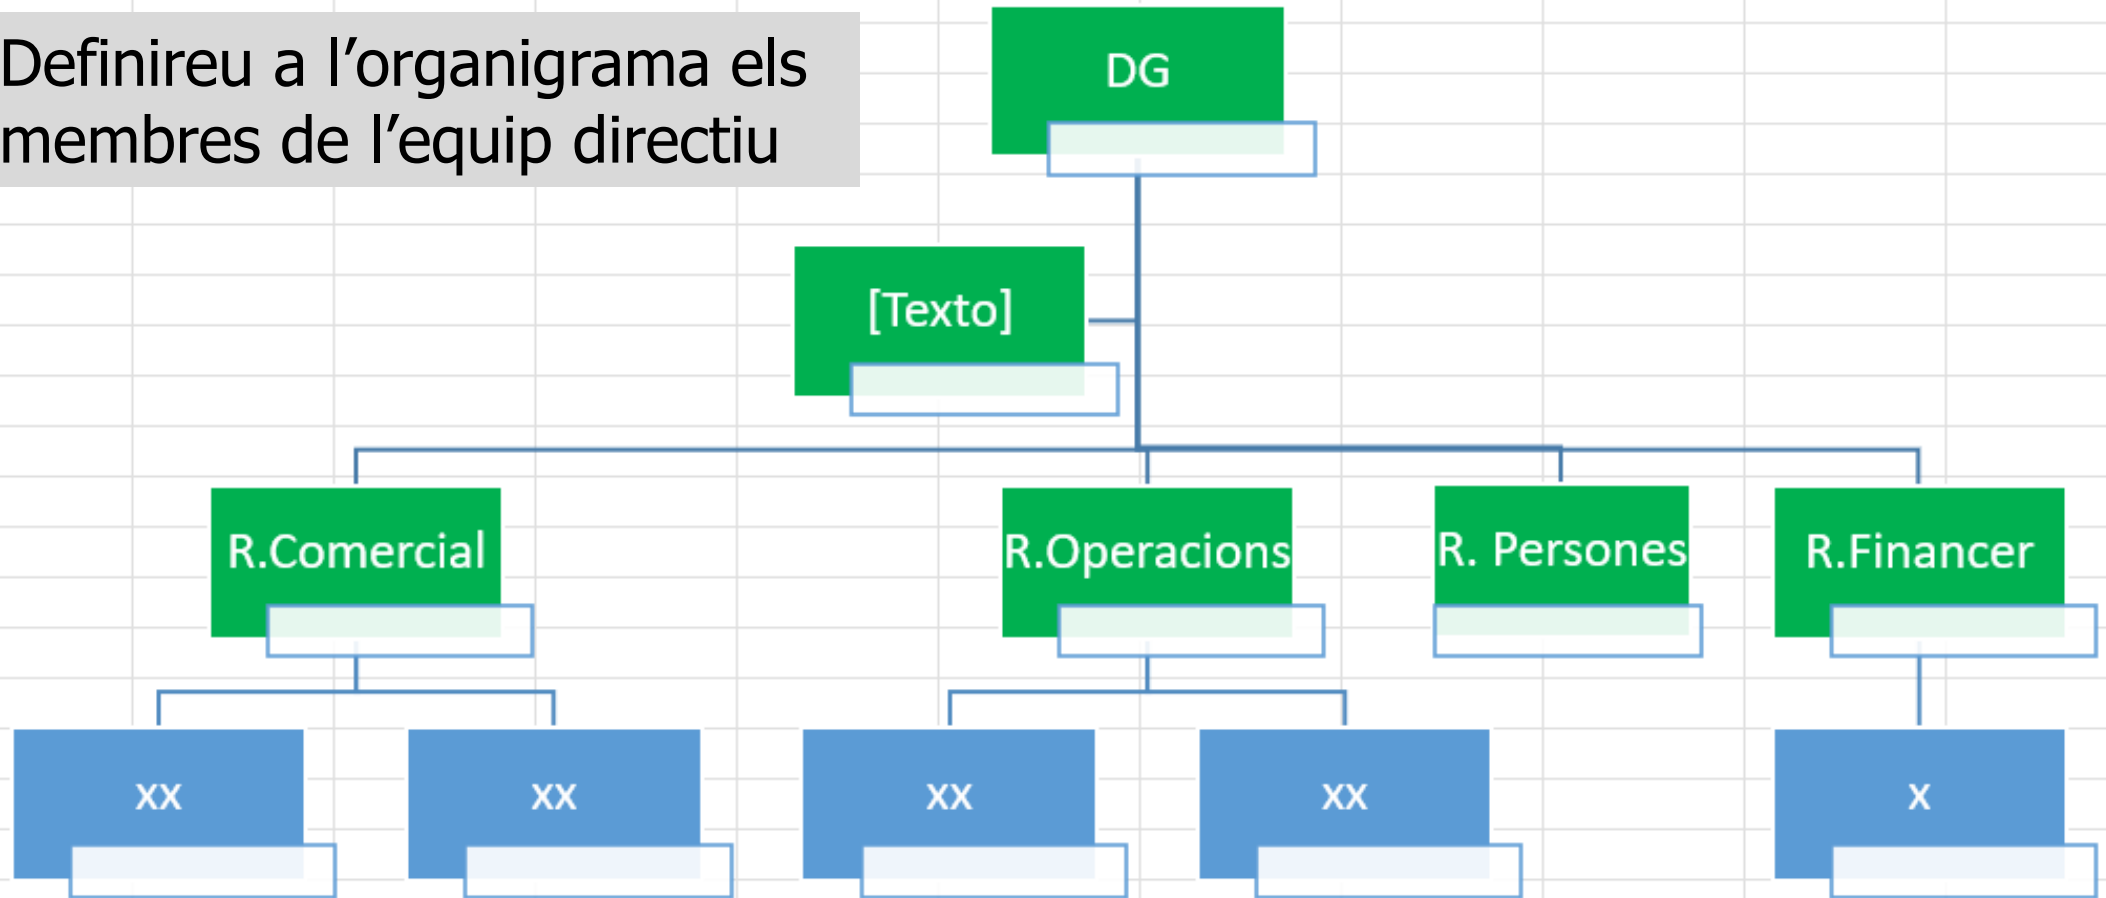 Definireu a l’organigrama els
membres de l’equip directiu
DG
[Texto]
R.Comercial
R.Operacions
R. Persones
R.Financer
xx
xx
xx
xx
x